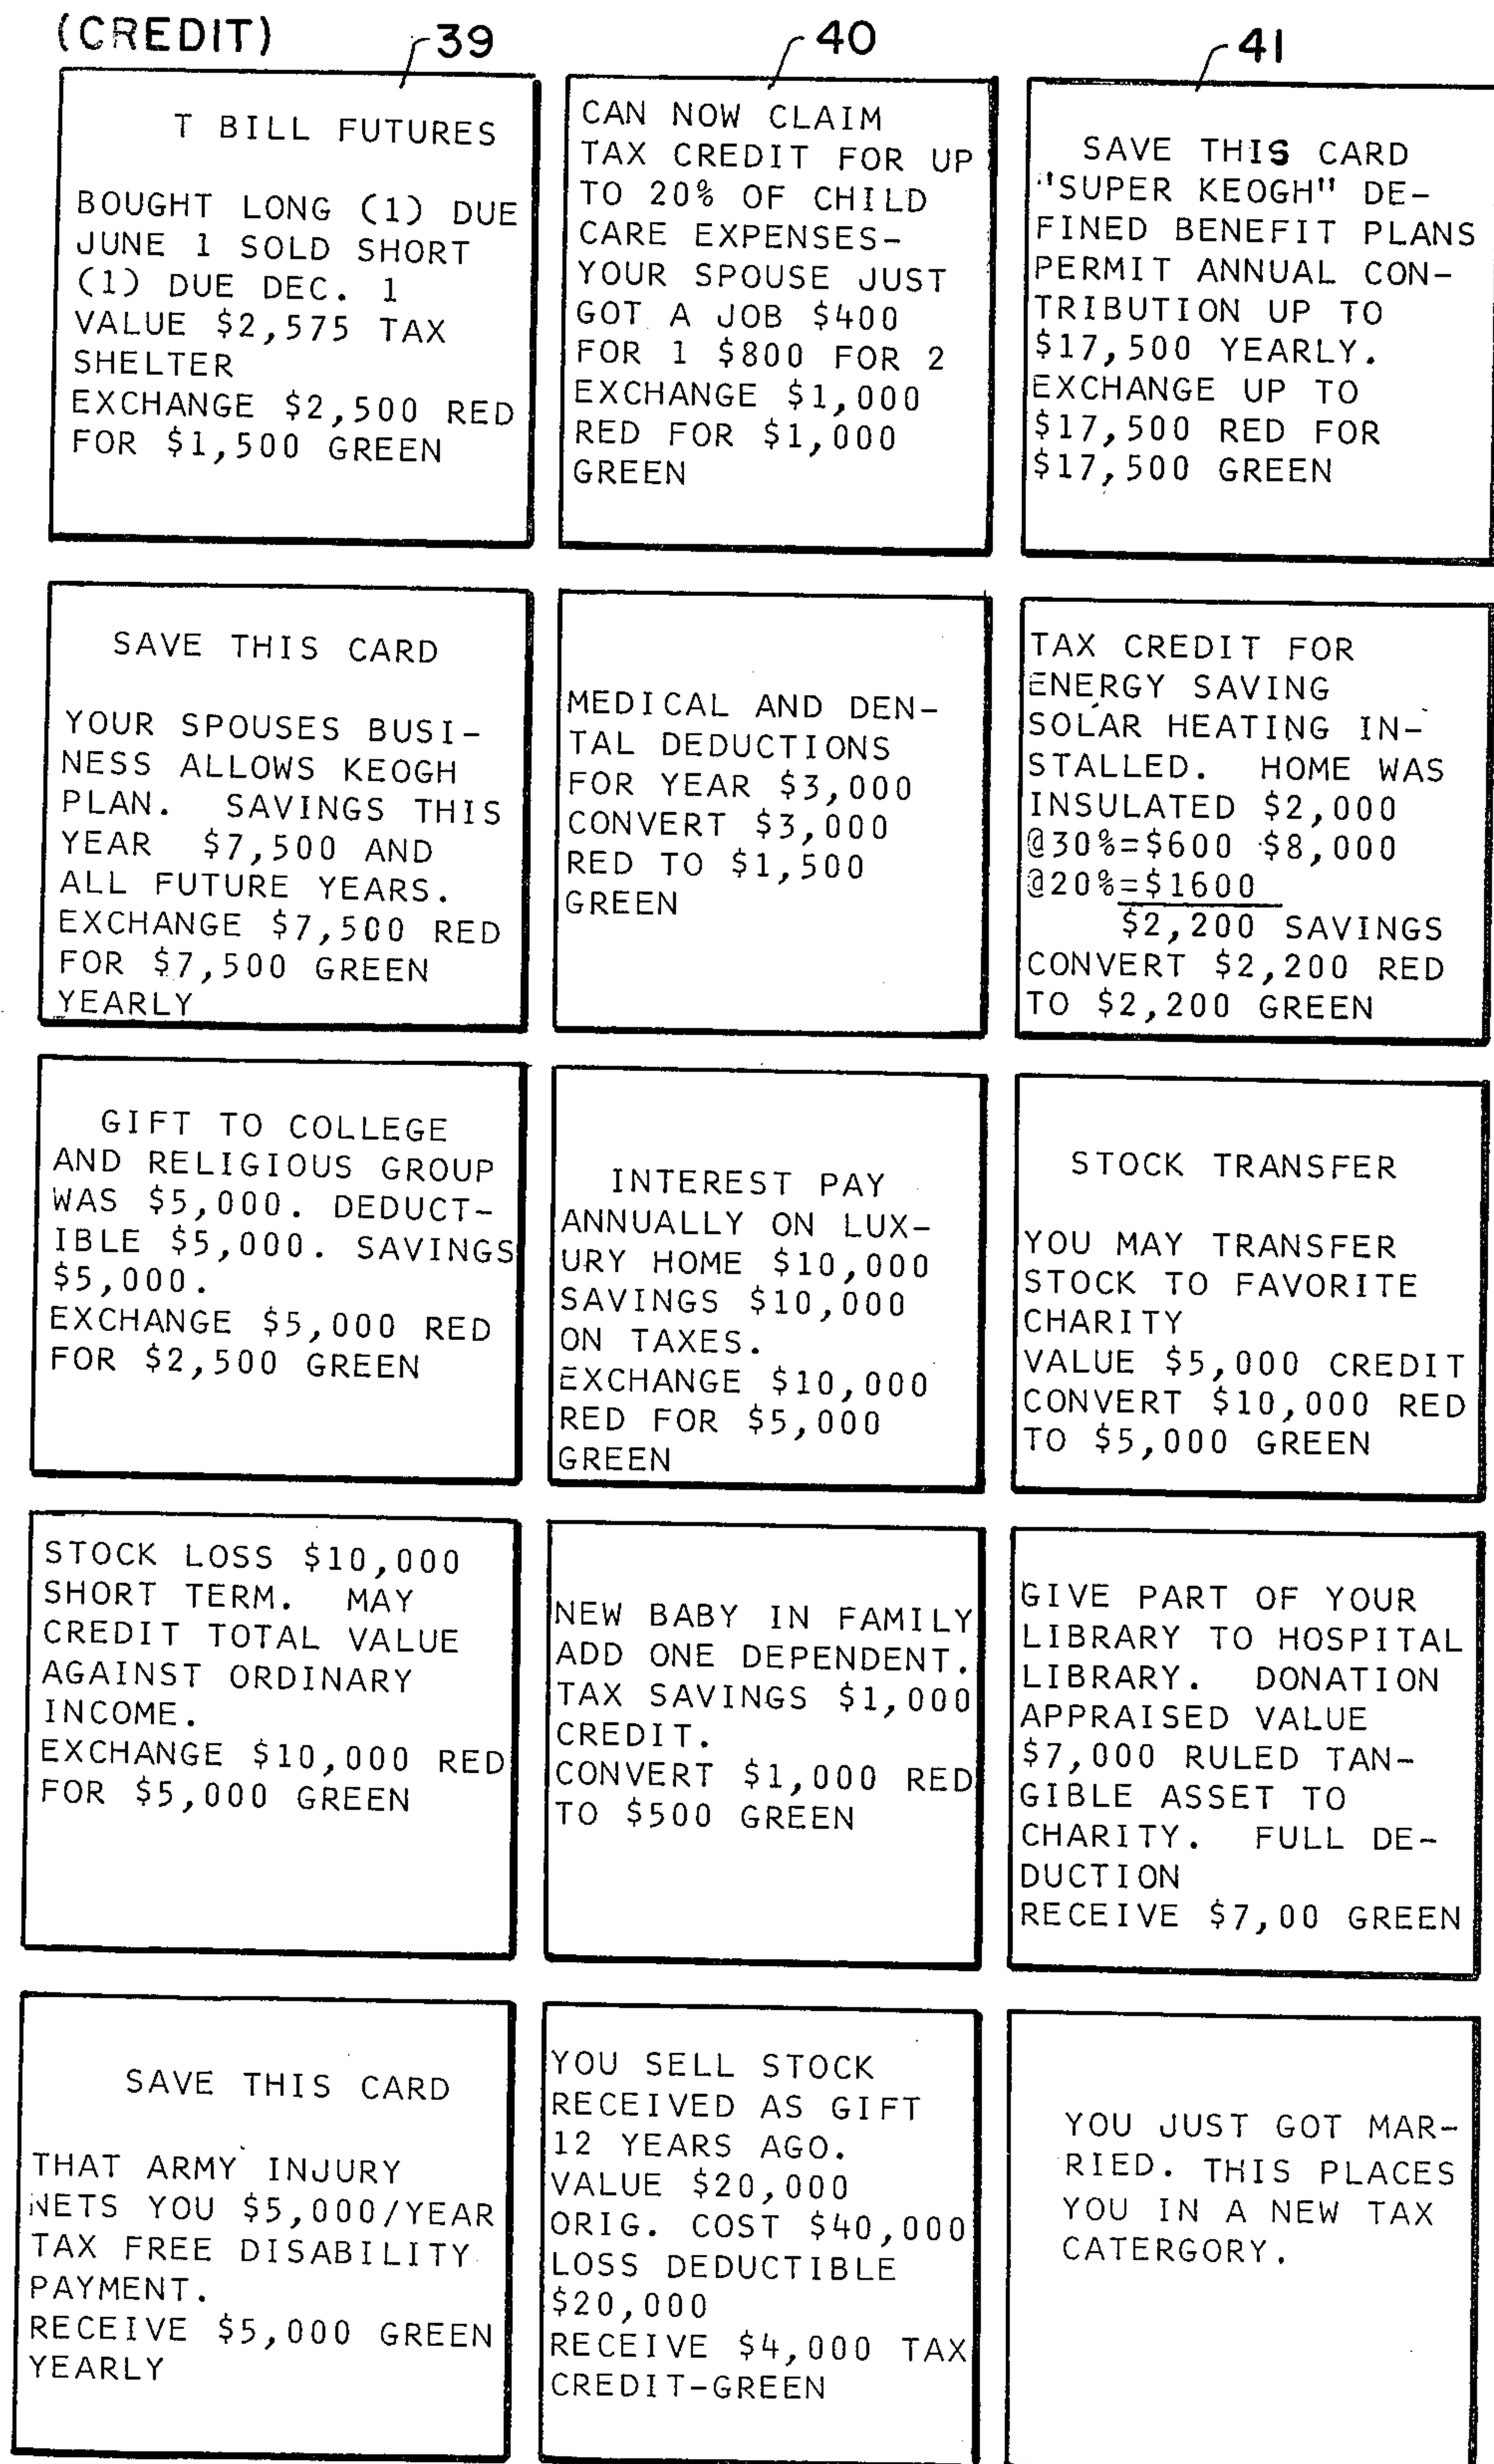 (CREDIT)
39
40
41
T BILL FUTURES
BOUGHT LONG (1) DUE
JUNE 1 SOLD SHORT
(1) DUE DEC. 1
VALUE $2,575 TAX
SHELTER
EXCHANGE $2,500 RED
FOR $1,500 GREEN
CAN NOW CLAIM
TAX CREDIT FOR UP
TO 20% OF CHILD
CARE EXPENSES-
YOUR SPOUSE JUST
GOT A JOB $400
FOR 1 $800 FOR 2
EXCHANGE $1,000
RED FOR $1,000
GREEN
SAVE THIS CARD
"SUPER KEOGH" DE-
FINED BENEFIT PLANS
PERMIT ANNUAL CON-
TRIBUTION UP TO
$17,500 YEARLY.
EXCHANGE UP TO
$17,500 RED FOR
$17,500 GREEN
SAVE THIS CARD
YOUR SPOUSES BUSI-
NESS ALLOWS KEOGH
PLAN. SAVINGS THIS
YEAR $7,500 AND
ALL FUTURE YEARS.
EXCHANGE $7,500 RED
FOR $7,500 GREEN
YEARLY
MEDICAL AND DEN-
TAL DEDUCTIONS
FOR YEAR $3,000
CONVERT $3,000
RED TO $1,500
GREEN
TAX CREDIT FOR
ENERGY SAVING
SOLAR HEATING IN-
STALLED. HOME WAS
INSULATED $2,000
@30%=$600 $8,000
@20%=$1600
$2,200 SAVINGS
CONVERT $2,200 RED
TO $2,200 GREEN
GIFT TO COLLEGE
AND RELIGIOUS GROUP
WAS $5,000. DEDUCT-
IBLE $5,000. SAVINGS
$5,000.
EXCHANGE $5,000 RED
FOR $2,500 GREEN
INTEREST PAY
ANNUALLY ON LUX-
URY HOME $10,000
SAVINGS $10,000
ON TAXES.
EXCHANGE $10,000
RED FOR $5,000
GREEN
STOCK TRANSFER
YOU MAY TRANSFER
STOCK TO FAVORITE
CHARITY
VALUE $5,000 CREDIT
CONVERT $10,000 RED
TO $5,000 GREEN
STOCK LOSS $10,000
SHORT TERM. MAY
CREDIT TOTAL VALUE
AGAINST ORDINARY
INCOME.
EXCHANGE $10,000 RED
FOR $5,000 GREEN
NEW BABY IN FAMILY
ADD ONE DEPENDENT.
TAX SAVINGS $1,000
CREDIT.
CONVERT $1,000 RED
TO $500 GREEN
GIVE PART OF YOUR
LIBRARY TO HOSPITAL
LIBRARY. DONATION
APPRAISED VALUE
$7,000 RULED TAN-
GIBLE ASSET TO
CHARITY. FULL DE-
DUCTION
RECEIVE $7,00 GREEN
SAVE THIS CARD
THAT ARMY INJURY
NETS YOU $5,000/YEAR
TAX FREE DISABILITY
PAYMENT.
RECEIVE $5,000 GREEN
YEARLY
YOU SELL STOCK
RECEIVED AS GIFT
12 YEARS AGO.
VALUE $20,000
ORIG. COST $40,000
LOSS DEDUCTIBLE
$20,000
RECEIVE $4,000 TAX
CREDIT-GREEN
YOU JUST GOT MAR-
RIED. THIS PLACES
YOU IN A NEW TAX
CATERGORY.